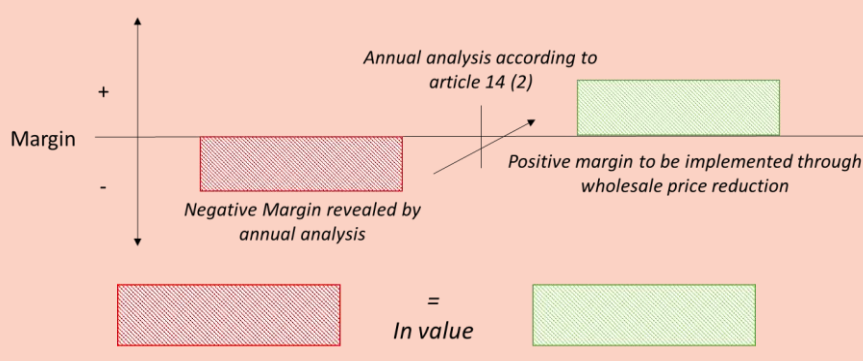 Annual analysis according to
article 14 (2)
+
Margin
-
Positive margin to be implemented through
wholesale price reduction
Negative Margin revealed by
annual analysis
=
In value